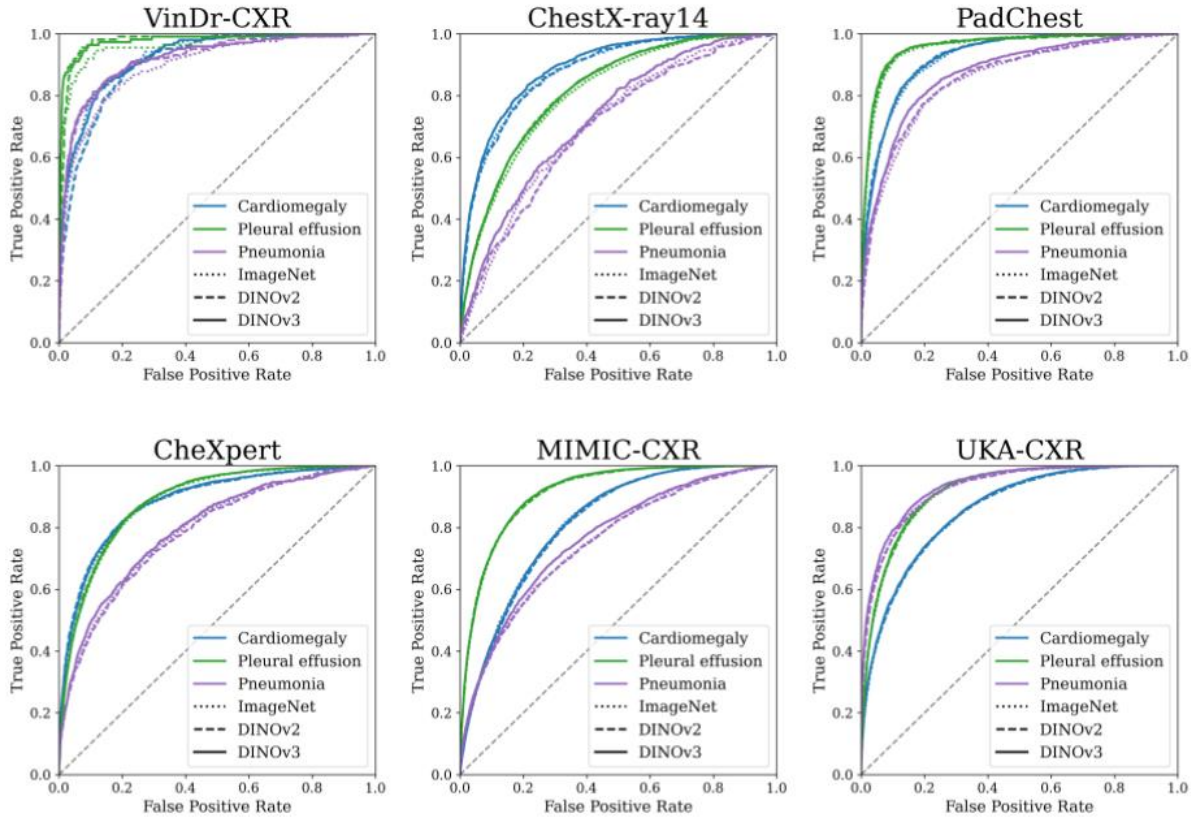 VinDr-CXR
True Positive Rate
1.0
0.8
0.6
0.4
0.2
0.0
Cardiomegaly
Pleural effusion
Pneumonia
ImageNet
DINOv2
DINOv3
0.0 0.2 0.4 0.6 0.8 1.0
False Positive Rate
ChestX-ray14
True Positive Rate
1.0
0.8
0.6
0.4
0.2
0.0
Cardiomegaly
Pleural effusion
Pneumonia
ImageNet
DINOv2
DINOv3
0.0 0.2 0.4 0.6 0.8 1.0
False Positive Rate
PadChest
True Positive Rate
1.0
0.8
0.6
0.4
0.2
0.0
Cardiomegaly
Pleural effusion
Pneumonia
ImageNet
DINOv2
DINOv3
0.0 0.2 0.4 0.6 0.8 1.0
False Positive Rate
CheXpert
True Positive Rate
1.0
0.8
0.6
0.4
0.2
0.0
Cardiomegaly
Pleural effusion
Pneumonia
ImageNet
DINOv2
DINOv3
0.0 0.2 0.4 0.6 0.8 1.0
False Positive Rate
MIMIC-CXR
True Positive Rate
1.0
0.8
0.6
0.4
0.2
0.0
Cardiomegaly
Pleural effusion
Pneumonia
ImageNet
DINOv2
DINOv3
0.0 0.2 0.4 0.6 0.8 1.0
False Positive Rate
UKA-CXR
True Positive Rate
1.0
0.8
0.6
0.4
0.2
0.0
Cardiomegaly
Pleural effusion
Pneumonia
ImageNet
DINOv2
DINOv3
0.0 0.2 0.4 0.6 0.8 1.0
False Positive Rate